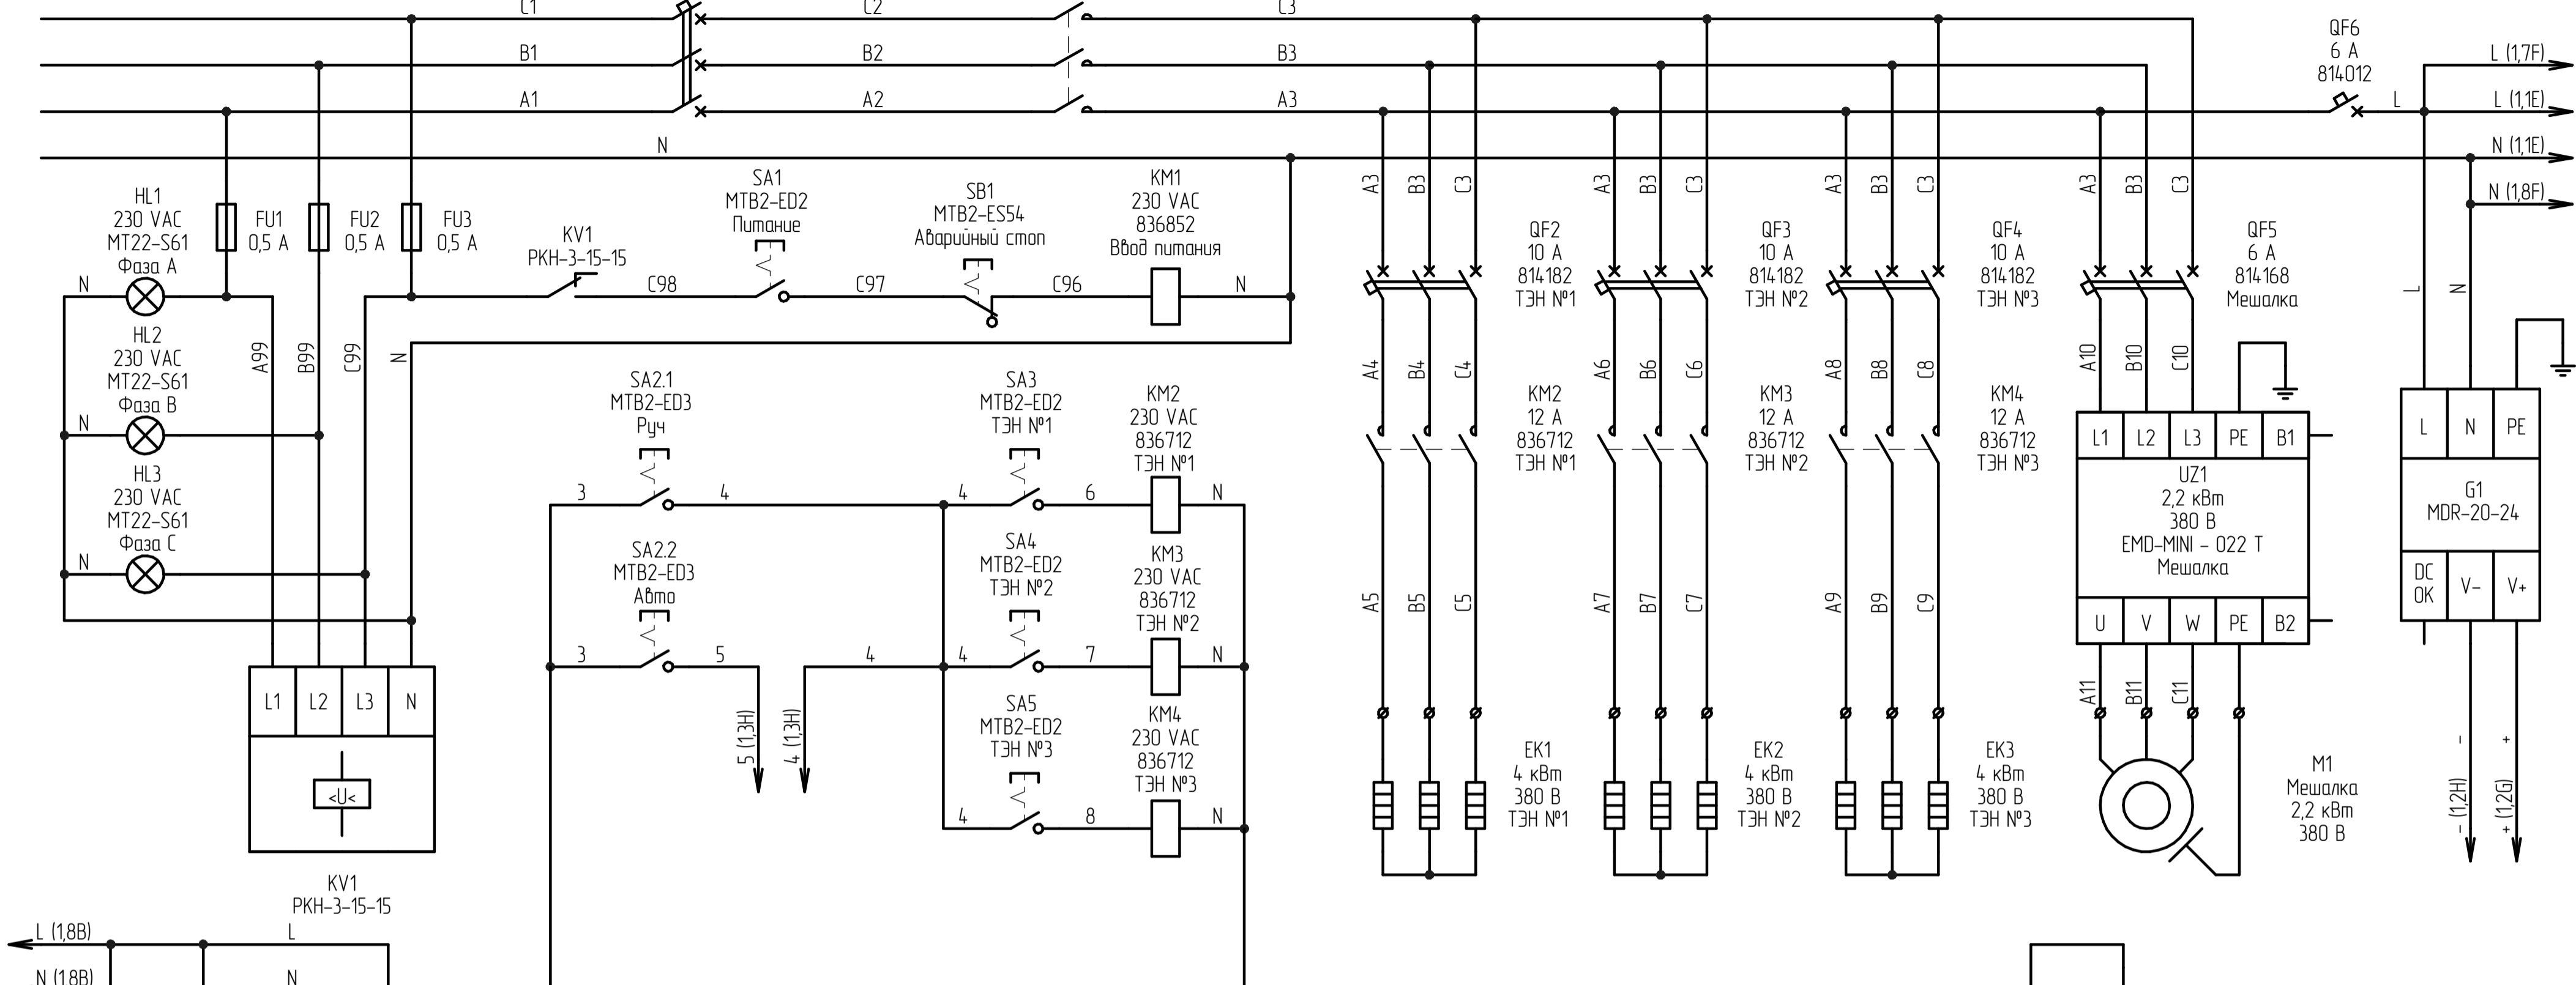 C1
C2
C3
B1
B2
B3
A1
A2
A3
N
QF6
6 А
814012
L
L (1,7F)
L (1,1E)
N (1,1E)
N (1,8F)
HL1
230 VAC
MT22-S61
Фаза А
N
HL2
230 VAC
MT22-S61
Фаза В
N
HL3
230 VAC
MT22-S61
Фаза С
N
FU1
0,5 А
FU2
0,5 А
FU3
0,5 А
A99
B99
C99
N
KV1
РКН-3-15-15
C98
SA1
MTB2-ED2
Питание
C97
SB1
MTB2-ES54
Аварийный стоп
C96
KM1
230 VAC
836852
Ввод питания
N
L1
L2
L3
N
<U<
KV1
РКН-3-15-15
SA2.1
MTB2-ED3
Руч
3
4
SA2.2
MTB2-ED3
Авто
3
5
5 (1,3H)
4 (1,3H)
4
SA3
MTB2-ED2
ТЭН №1
4
6
KM2
230 VAC
836712
ТЭН №1
N
SA4
MTB2-ED2
ТЭН №2
4
7
KM3
230 VAC
836712
ТЭН №2
N
SA5
MTB2-ED2
ТЭН №3
4
8
KM4
230 VAC
836712
ТЭН №3
N
A3
B3
C3
QF2
10 А
814182
ТЭН №1
A4
B4
C4
KM2
12 А
836712
ТЭН №1
A5
B5
C5
EK1
4 кВт
380 В
ТЭН №1
A3
B3
C3
QF3
10 А
814182
ТЭН №2
A6
B6
C6
KM3
12 А
836712
ТЭН №2
A7
B7
C7
EK2
4 кВт
380 В
ТЭН №2
A3
B3
C3
QF4
10 А
814182
ТЭН №3
A8
B8
C8
KM4
12 А
836712
ТЭН №3
A9
B9
C9
EK3
4 кВт
380 В
ТЭН №3
A3
B3
C3
QF5
6 А
814168
Мешалка
A10
B10
C10
L1
L2
L3
PE
B1
UZ1
2,2 кВт
380 В
EMD-MINI - 022 T
Мешалка
U
V
W
PE
B2
A11
B11
C11
M1
Мешалка
2,2 кВт
380 В
L
N
L
N
PE
G1
MDR-20-24
DC
OK
V-
V+
-
+
- (1,2H)
+ (1,2G)
L (1,8B)
L
N (1,8B)
N